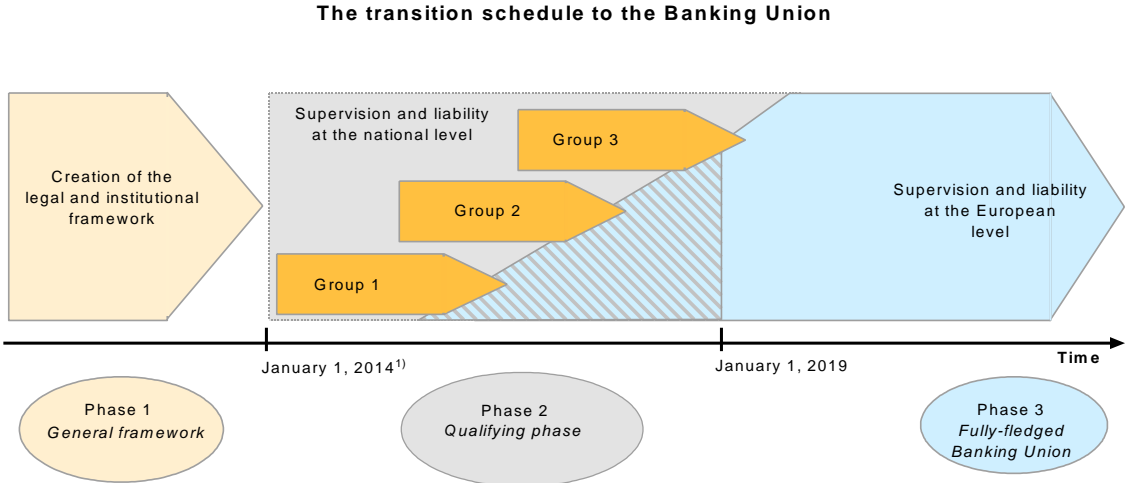 The transition schedule to the Banking Union
Creation of the
legal and institutional
framework
Supervision and liability
at the national level
Group 3
Group 2
Group 1
Supervision and liability
at the European
level
January 1, 2014¹⁾
January 1, 2019
Time
Phase 1
General framework
Phase 2
Qualifying phase
Phase 3
Fully-fledged
Banking Union